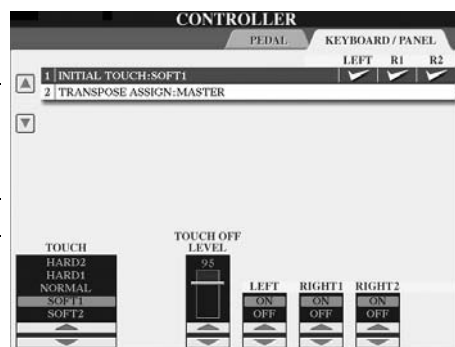 CONTROLLER
PEDAL KEYBOARD / PANEL
LEFT R1 R2
1 INITIAL TOUCH:SOFT1
2 TRANSPOSE ASSIGN:MASTER
TOUCH
HARD2
HARD1
NORMAL
SOFT1
SOFT2
TOUCH OFF
LEVEL
95
LEFT RIGHT1 RIGHT2
ON ON ON
OFF OFF OFF